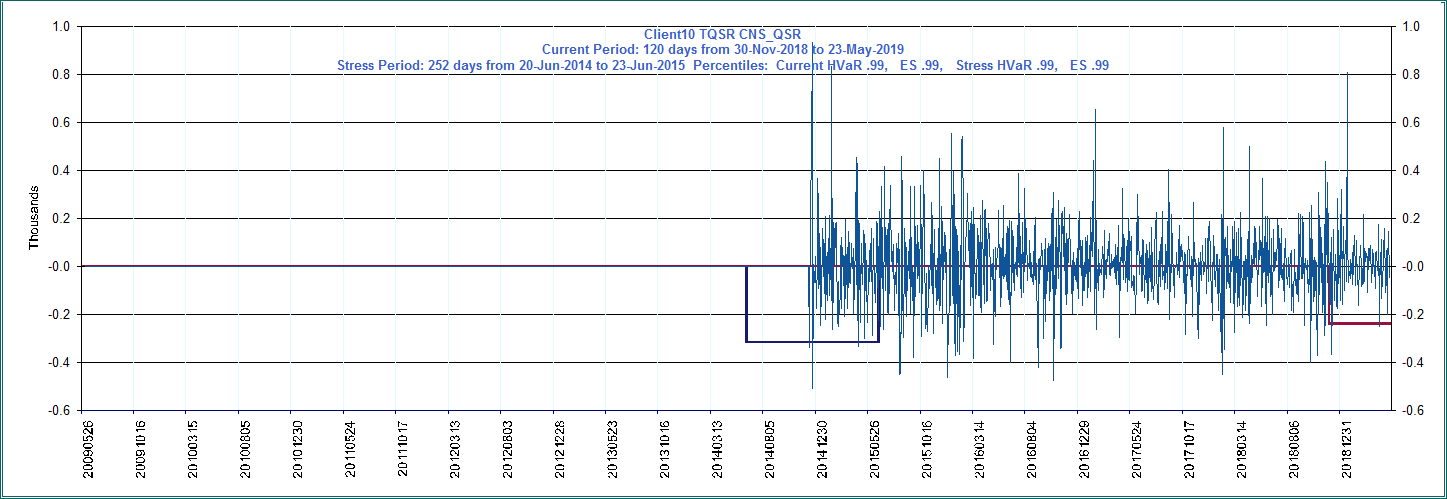 Client10 TQSR CNS_QSR
Current Period: 120 days from 30-Nov-2018 to 23-May-2019
Stress Period: 252 days from 20-Jun-2014 to 23-Jun-2015 Percentiles: Current HVaR .99, ES .99, Stress HVaR .99, ES .99
1.0 1.0
0.8 0.8
0.6 0.6
0.4 0.4
0.2 0.2
-0.0 -0.0
-0.2 -0.2
-0.4 -0.4
-0.6 -0.6
Thousands
20090526 20091016 20100315 20100805 20101230 20110524 20111017 20120313 20120803 20121228 20130523 20131016 20140313 20140805 20141230 20150526 20151016 20160314 20160804 20161229 20170524 20171017 20180314 20180806 20181231